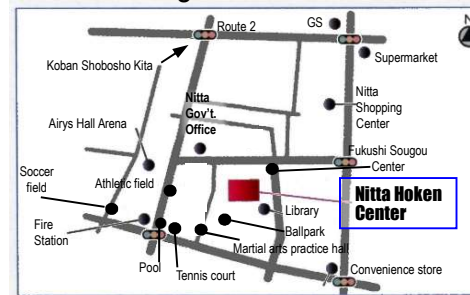 Route 2
GS
N
Supermarket
Koban Shobosho Kita
Nitta
Gov't.
Office
Nitta
Shopping
Center
Airys Hall Arena
Fukushi Sougou
Center
Soccer
field
Athletic field
Nitta Hoken
Center
Library
Fire
Station
Ballpark
Martial arts practice hall
Pool
Tennis court
Convenience store